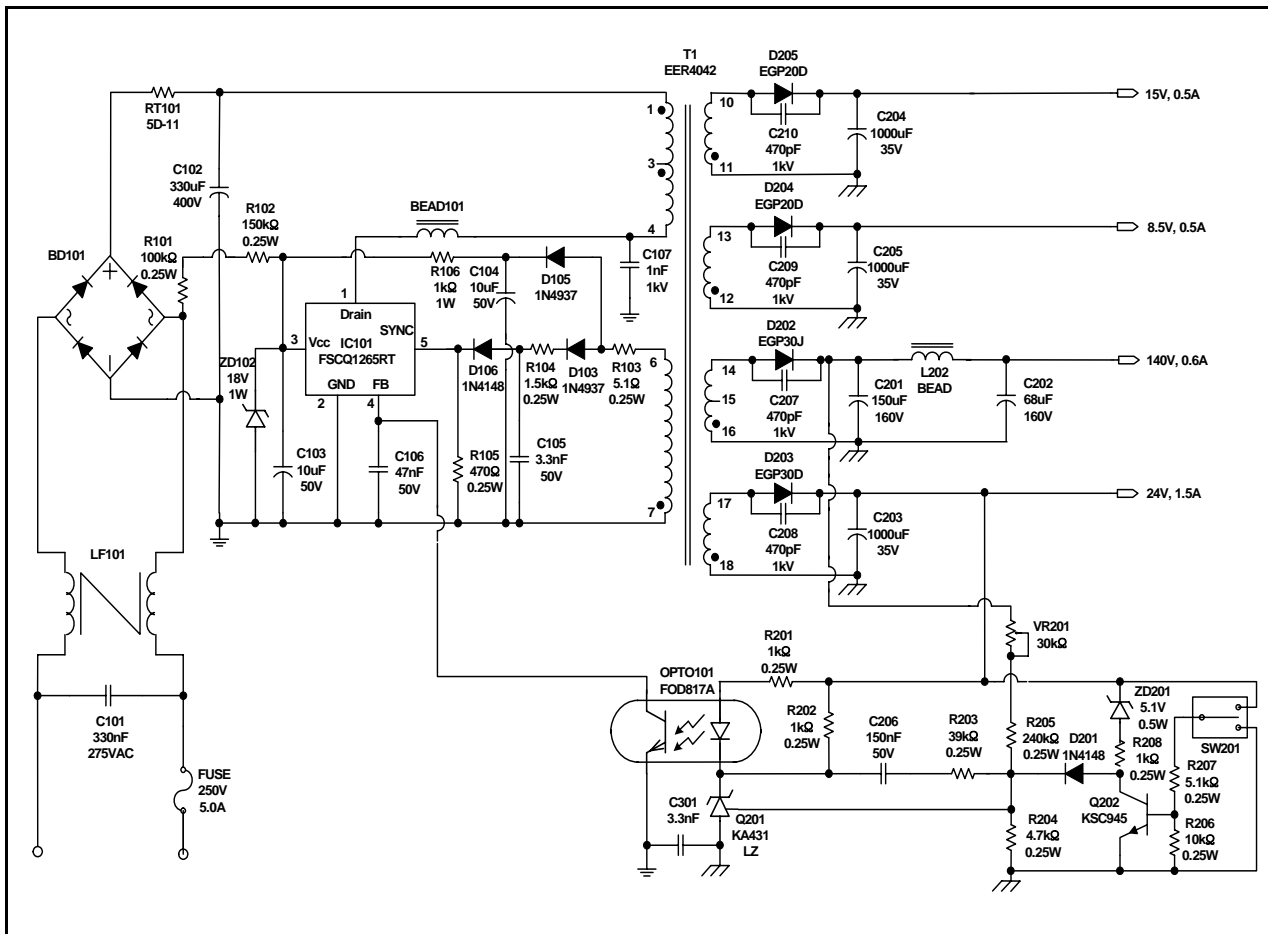 T1
EER4042
D205
EGP20D
15V, 0.5A
RT101
5D-11
1
10
C210
470pF
1kV
C204
1000uF
35V
C102
330uF
400V
3
11
D204
EGP20D
R102
150kΩ
0.25W
BEAD101
8.5V, 0.5A
R101
100kΩ
0.25W
BD101
4
13
C209
470pF
1kV
C205
1000uF
35V
C107
1nF
1kV
R106
1kΩ
1W
C104
10uF
50V
D105
1N4937
12
1
Drain
SYNC
D202
EGP30J
3
Vcc
IC101
FSCQ1265RT
5
6
14
140V, 0.6A
ZD102
18V
1W
D106
1N4148
R104
1.5kΩ
0.25W
D103
1N4937
R103
5.1Ω
0.25W
L202
BEAD
GND
FB
2
4
15
C207
470pF
1kV
C201
150uF
160V
C202
68uF
160V
16
C103
10uF
50V
C106
47nF
50V
R105
470Ω
0.25W
C105
3.3nF
50V
D203
EGP30D
7
17
24V, 1.5A
C208
470pF
1kV
C203
1000uF
35V
18
LF101
VR201
30kΩ
R201
1kΩ
0.25W
OPTO101
FOD817A
ZD201
5.1V
0.5W
C101
330nF
275VAC
R202
1kΩ
0.25W
C206
150nF
50V
R203
39kΩ
0.25W
R205
240kΩ
0.25W
D201
1N4148
R208
1kΩ
0.25W
SW201
R207
5.1kΩ
0.25W
FUSE
250V
5.0A
C301
3.3nF
Q201
KA431
LZ
R204
4.7kΩ
0.25W
Q202
KSC945
R206
10kΩ
0.25W